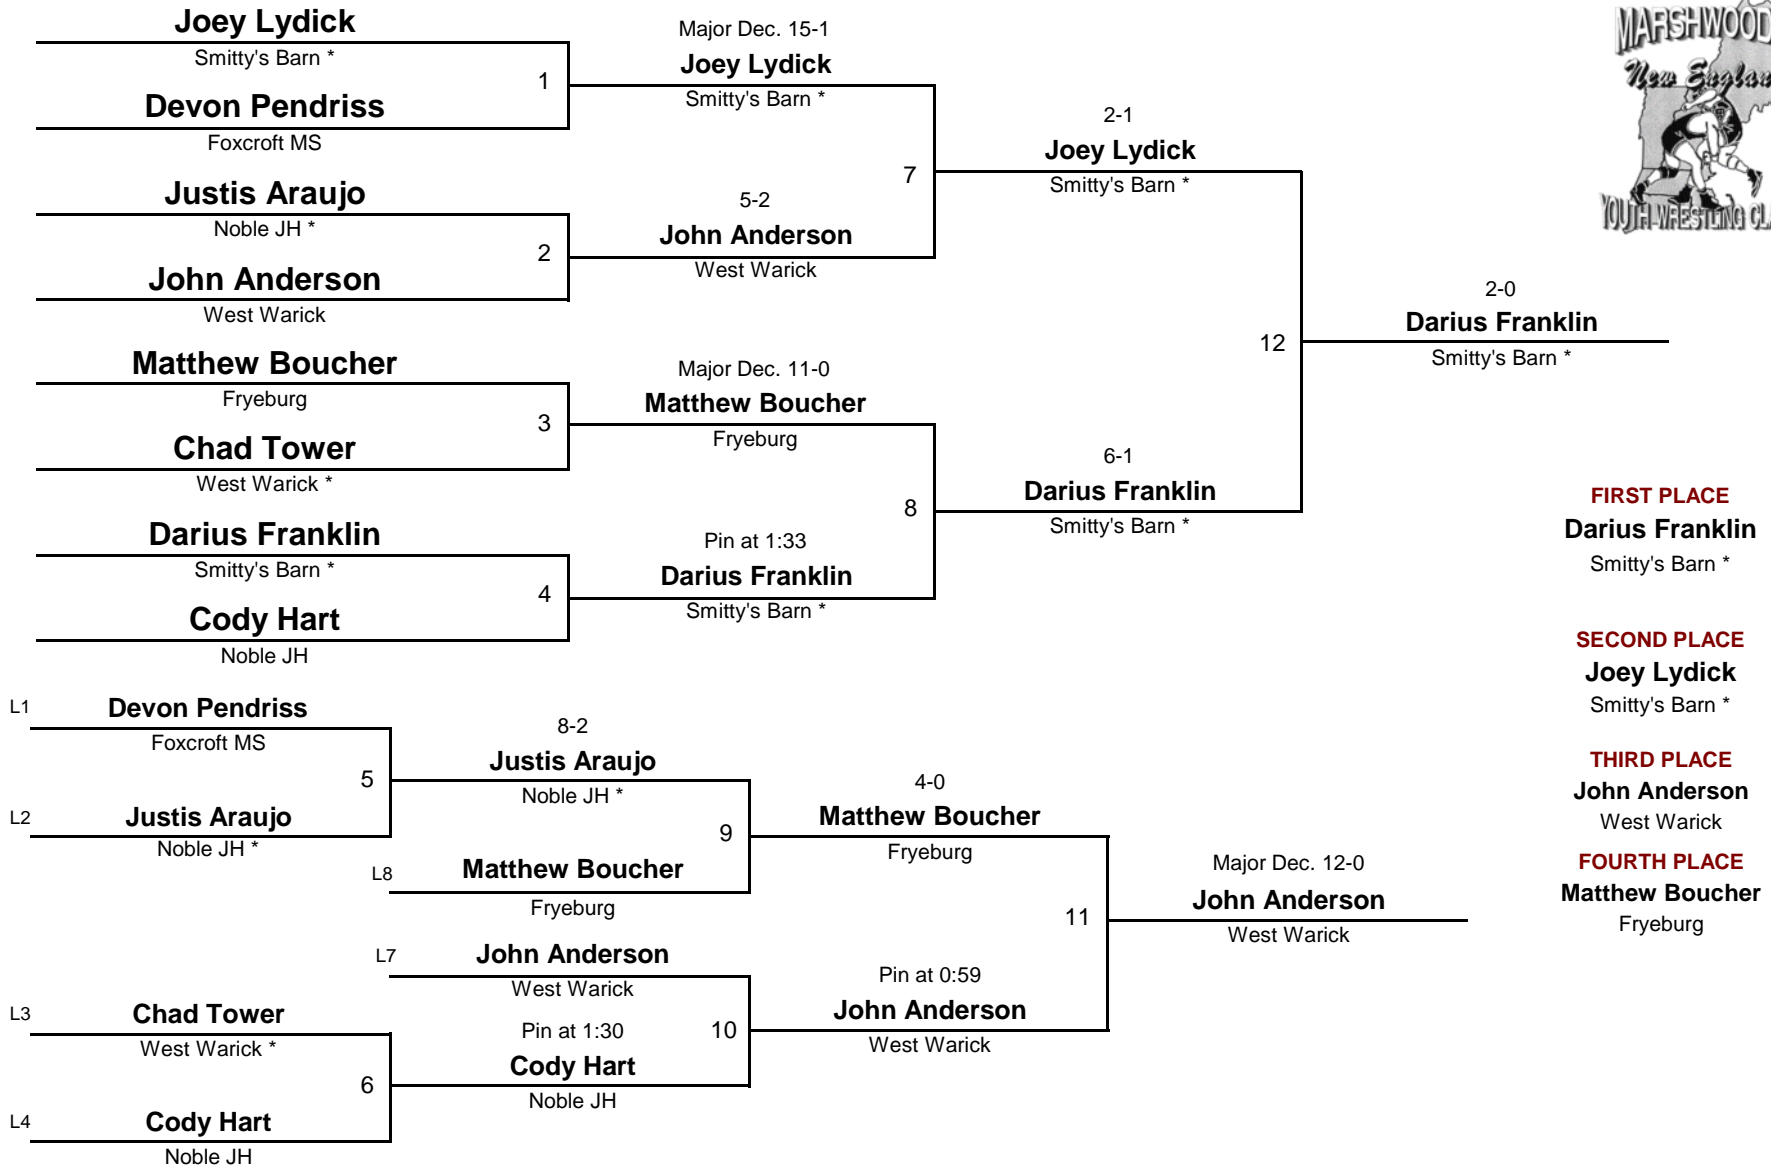 Joey Lydick
Smitty's Barn *
1
Devon Pendriss
Foxcroft MS
Major Dec. 15-1
Joey Lydick
Smitty's Barn *
Justis Araujo
Noble JH *
2
John Anderson
West Warick
5-2
John Anderson
West Warick
7
2-1
Joey Lydick
Smitty's Barn *
Matthew Boucher
Fryeburg
3
Chad Tower
West Warick *
Major Dec. 11-0
Matthew Boucher
Fryeburg
Darius Franklin
Smitty's Barn *
4
Cody Hart
Noble JH
Pin at 1:33
Darius Franklin
Smitty's Barn *
8
6-1
Darius Franklin
Smitty's Barn *
12
2-0
Darius Franklin
Smitty's Barn *
MARSHWOOD
New England
YOUTH WRESTLING
FIRST PLACE
Darius Franklin
Smitty's Barn *
SECOND PLACE
Joey Lydick
Smitty's Barn *
THIRD PLACE
John Anderson
West Warick
FOURTH PLACE
Matthew Boucher
Fryeburg
L1
Devon Pendriss
Foxcroft MS
5
L2
Justis Araujo
Noble JH *
8-2
Justis Araujo
Noble JH *
9
L8
Matthew Boucher
Fryeburg
4-0
Matthew Boucher
Fryeburg
L7
John Anderson
West Warick
L3
Chad Tower
West Warick *
6
L4
Cody Hart
Noble JH
Pin at 1:30
Cody Hart
Noble JH
10
Pin at 0:59
John Anderson
West Warick
11
Major Dec. 12-0
John Anderson
West Warick